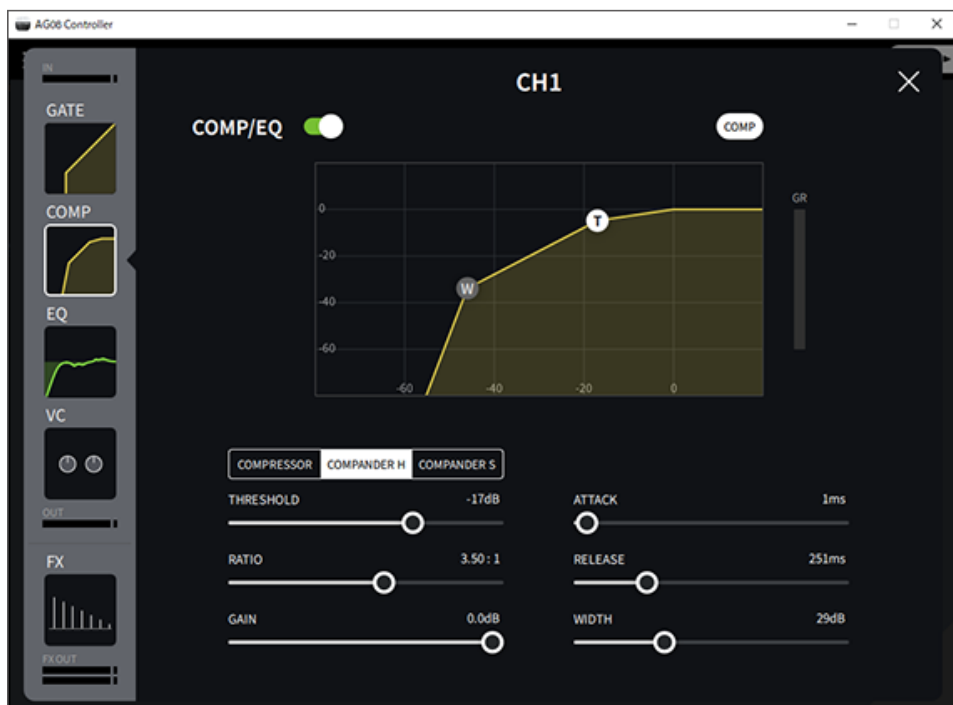 AG08 Controller
IN
GATE
COMP
EQ
VC
OUT
FX
FX OUT
CH1
COMP/EQ
COMP
0
-20
-40
-60
-60
-40
-20
0
W
T
GR
COMPRESSOR COMPANDER H COMPANDER S
THRESHOLD -17dB
ATTACK 1ms
RATIO 3.50 : 1
RELEASE 251ms
GAIN 0.0dB
WIDTH 29dB